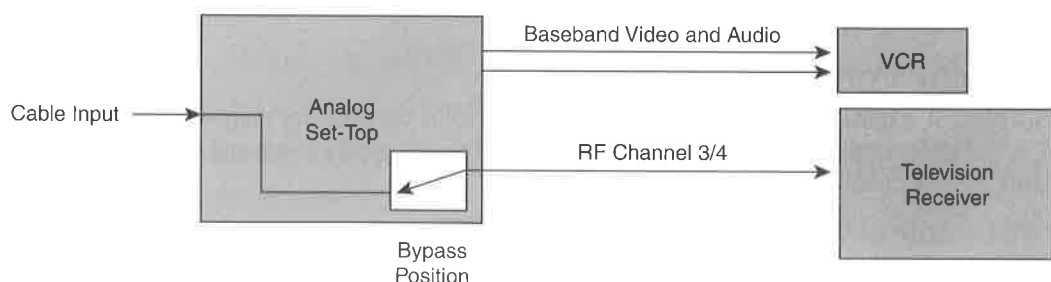 Baseband Video and Audio
VCR
Cable Input
Analog
Set-Top
RF Channel 3/4
Television
Receiver
Bypass
Position